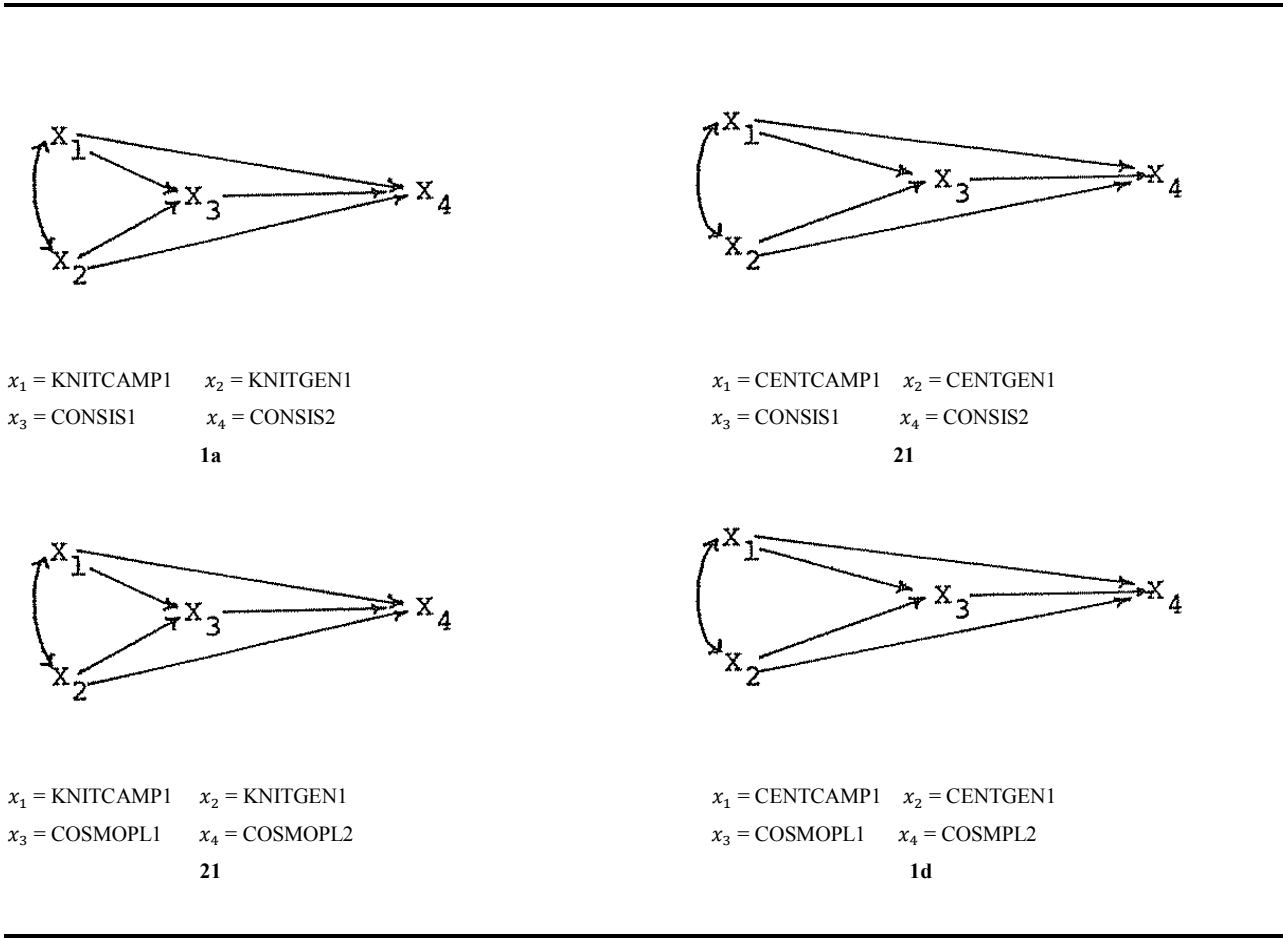 X1 X1
X3 X4 X3 X4
X2 X2
x₁ = KNITCAMP1 x₂ = KNITGEN1 x₁ = CENTCAMP1 x₂ = CENTGEN1
x₃ = CONSIS1 x₄ = CONSIS2 x₃ = CONSIS1 x₄ = CONSIS2
1a 21
X1 X1
X3 X4 X3 X4
X2 X2
x₁ = KNITCAMP1 x₂ = KNITGEN1 x₁ = CENTCAMP1 x₂ = CENTGEN1
x₃ = COSMOPL1 x₄ = COSMOPL2 x₃ = COSMOPL1 x₄ = COSMPL2
21 1d